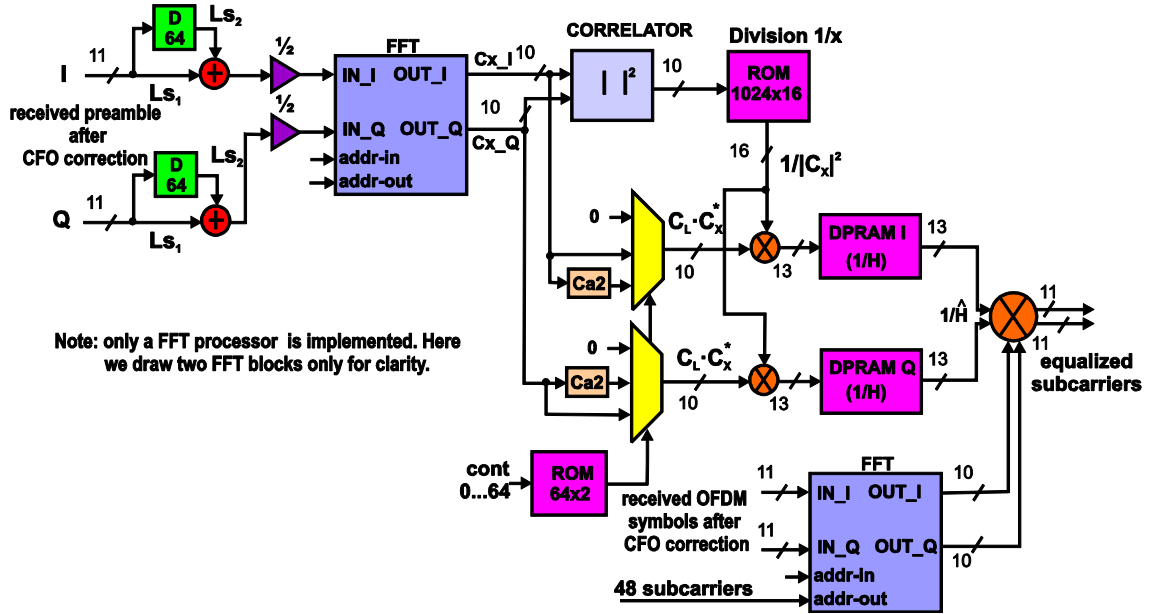 D
64
Ls2
11
I
Ls1
½
FFT
IN_I OUT_I
IN_Q OUT_Q
addr-in
addr-out
Cx_I
10
10
Cx_Q
CORRELATOR
| |²
10
Division 1/x
ROM
1024x16
16
1/|Cx|²
received preamble
after
CFO correction
½
D
64
Ls2
11
Q
Ls1
0
Ca2
CL·Cx*
10
13
DPRAM I
(1/H)
13
Note: only a FFT processor is implemented. Here
we draw two FFT blocks only for clarity.
0
Ca2
CL·Cx*
10
13
DPRAM Q
(1/H)
13
1/Ĥ
11
11
equalized
subcarriers
cont
0...64
ROM
64x2
received OFDM
symbols after
CFO correction
11
11
FFT
IN_I OUT_I
IN_Q OUT_Q
addr-in
addr-out
10
10
48 subcarriers